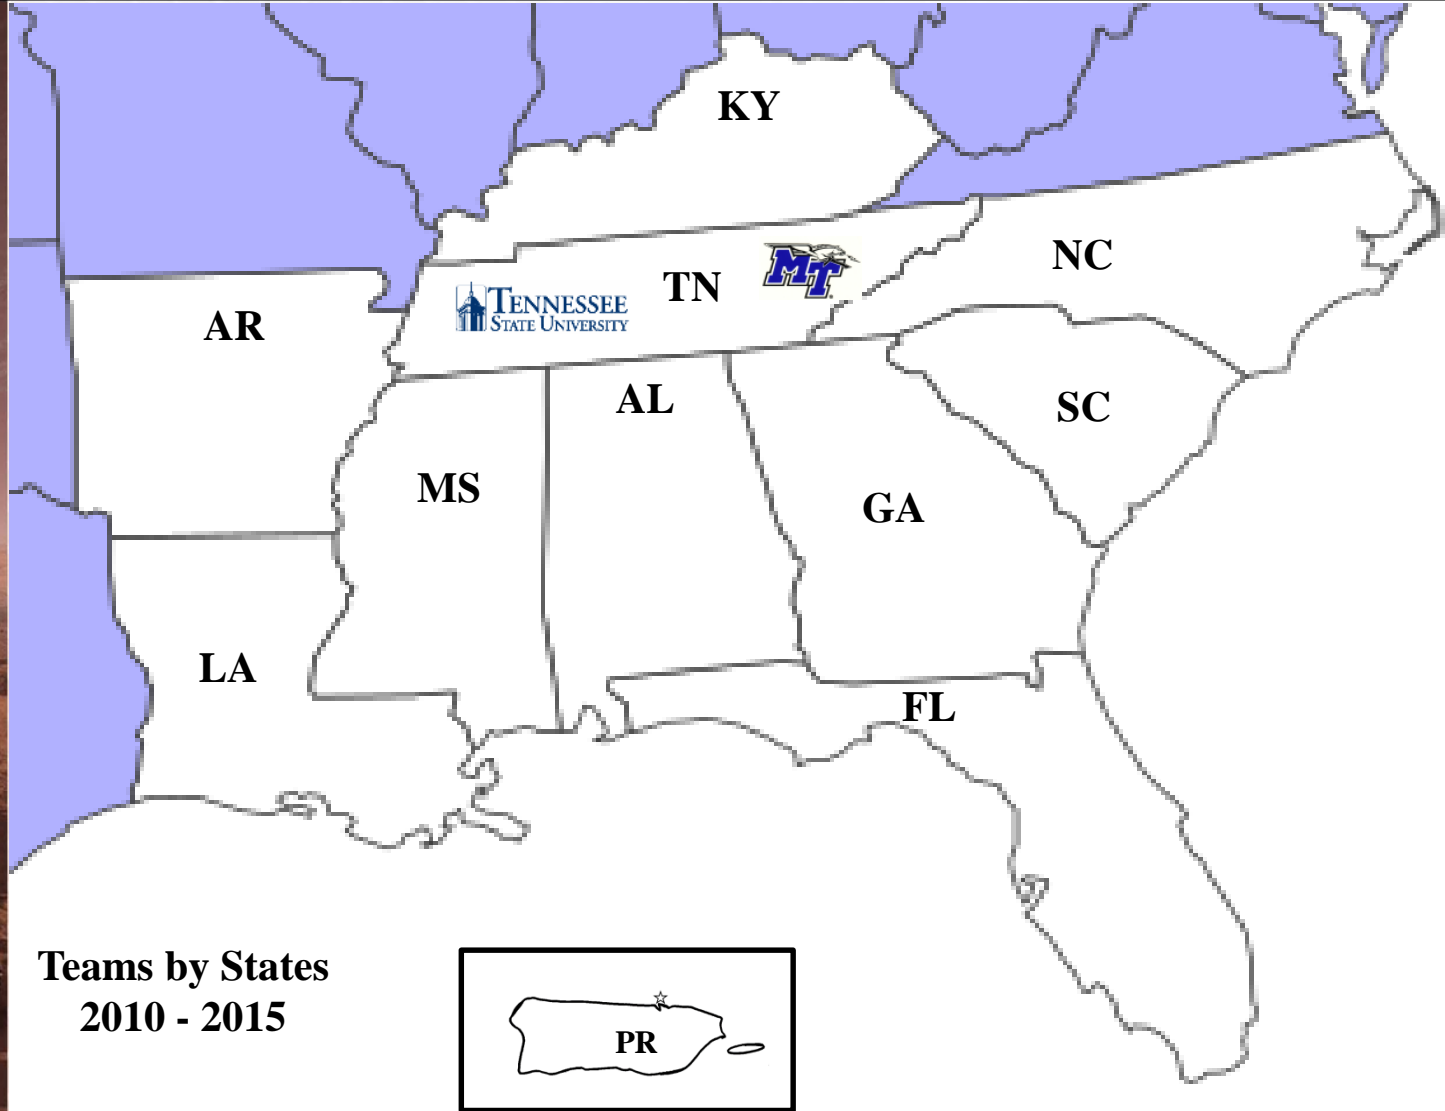 KY
NC
TN
MT
TENNESSEE
STATE UNIVERSITY
AR
AL
SC
MS
GA
LA
FL
Teams by States
2010 - 2015
PR